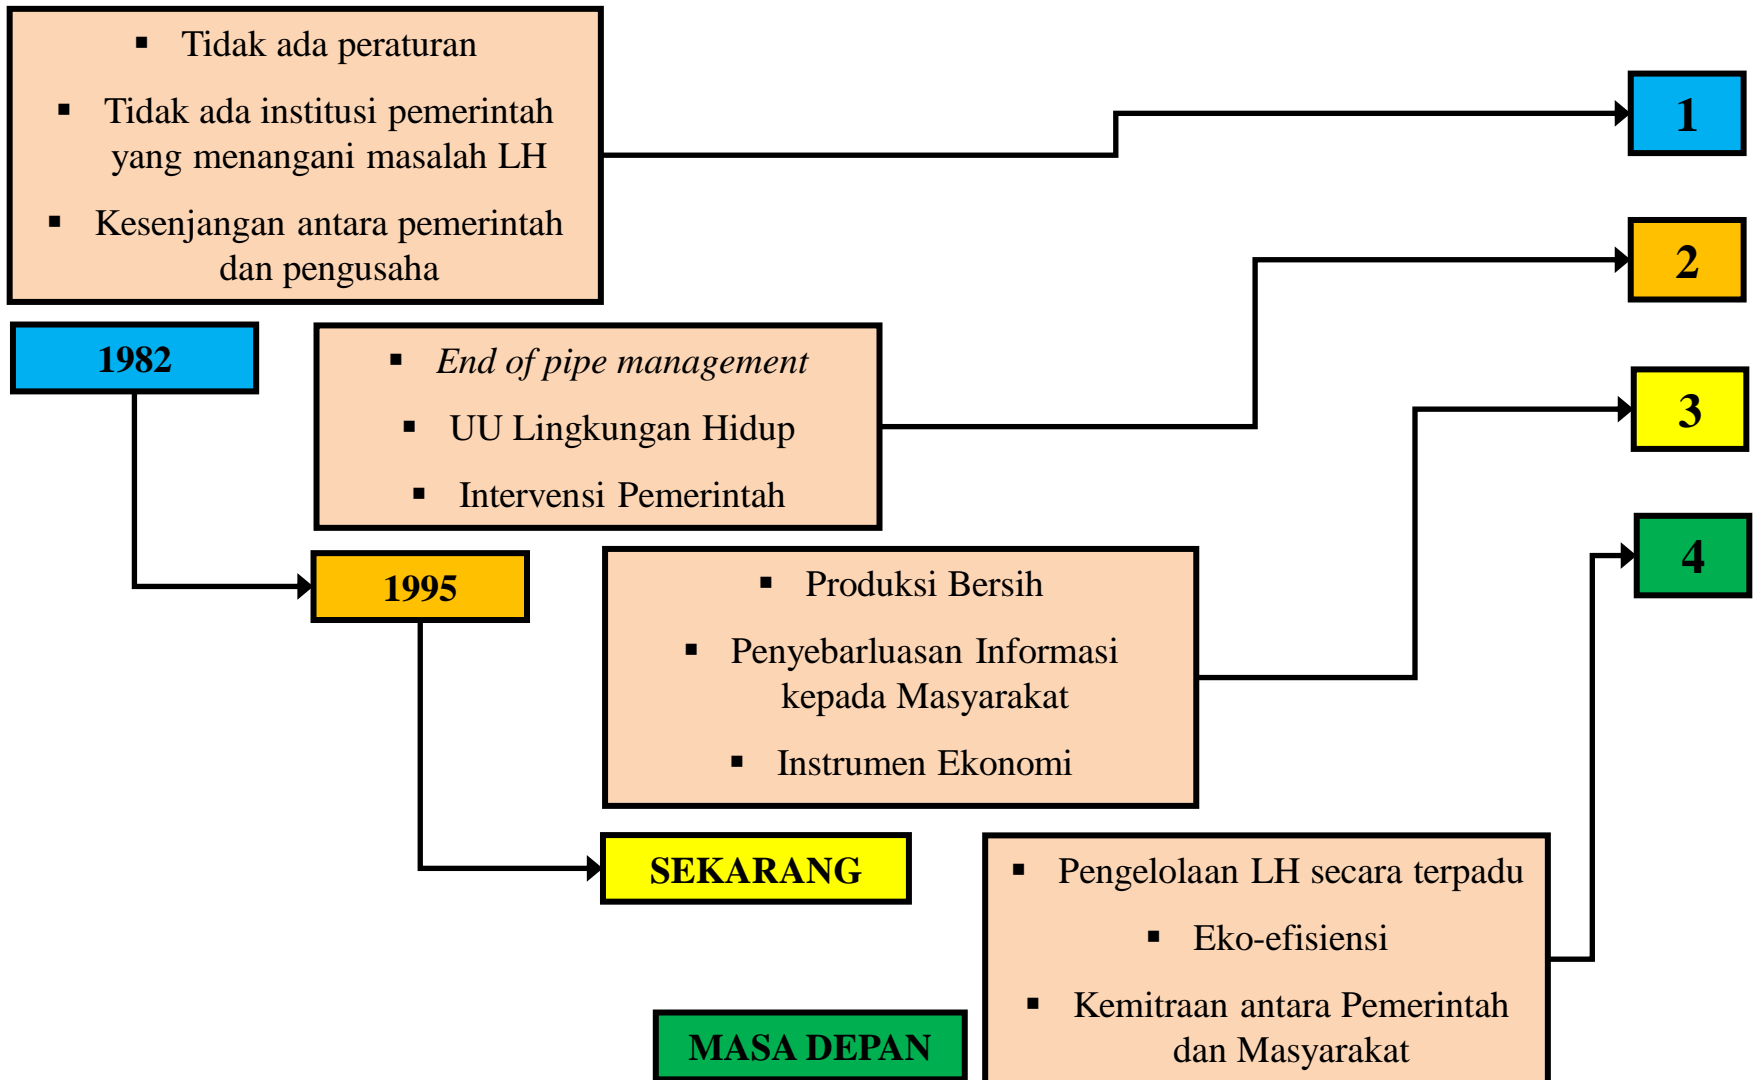 ▪ Tidak ada peraturan
▪ Tidak ada institusi pemerintah
yang menangani masalah LH
▪ Kesenjangan antara pemerintah
dan pengusaha
1
2
1982
▪ End of pipe management
▪ UU Lingkungan Hidup
▪ Intervensi Pemerintah
3
4
1995
▪ Produksi Bersih
▪ Penyebarluasan Informasi
kepada Masyarakat
▪ Instrumen Ekonomi
SEKARANG
▪ Pengelolaan LH secara terpadu
▪ Eko-efisiensi
▪ Kemitraan antara Pemerintah
dan Masyarakat
MASA DEPAN